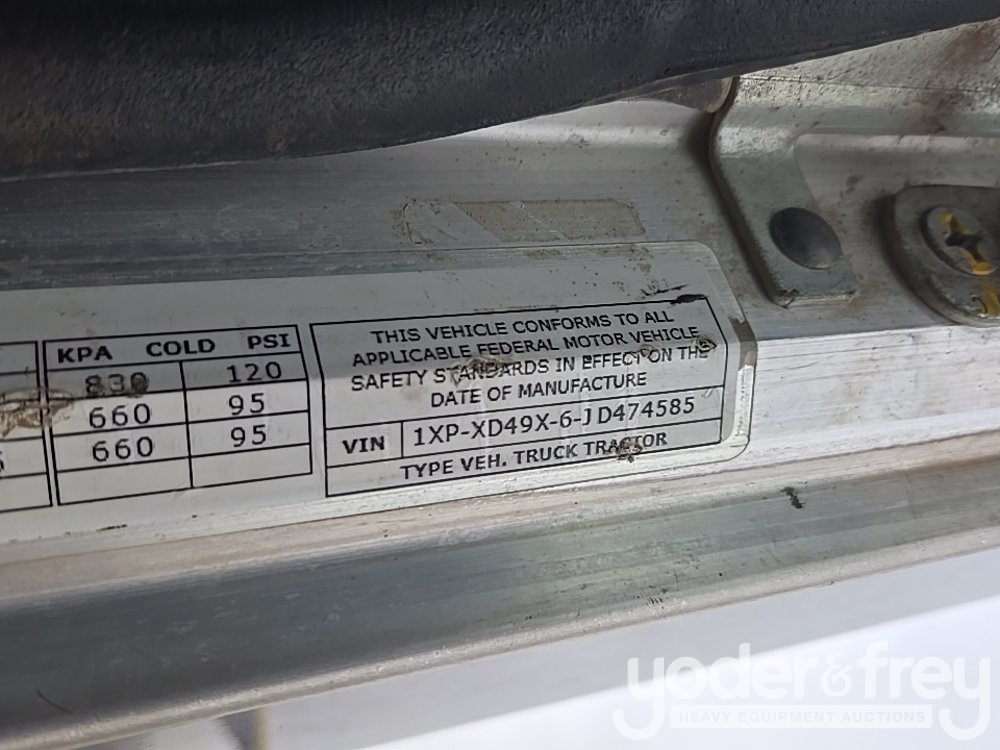 KPA COLD PSI
830 120
660 95
660 95
THIS VEHICLE CONFORMS TO ALL
APPLICABLE FEDERAL MOTOR VEHICLE
SAFETY STANDARDS IN EFFECT ON THE
DATE OF MANUFACTURE
VIN 1XP-XD49X-6-JD474585
TYPE VEH. TRUCK TRACTOR
yoder&frey
HEAVY EQUIPMENT AUCTIONS